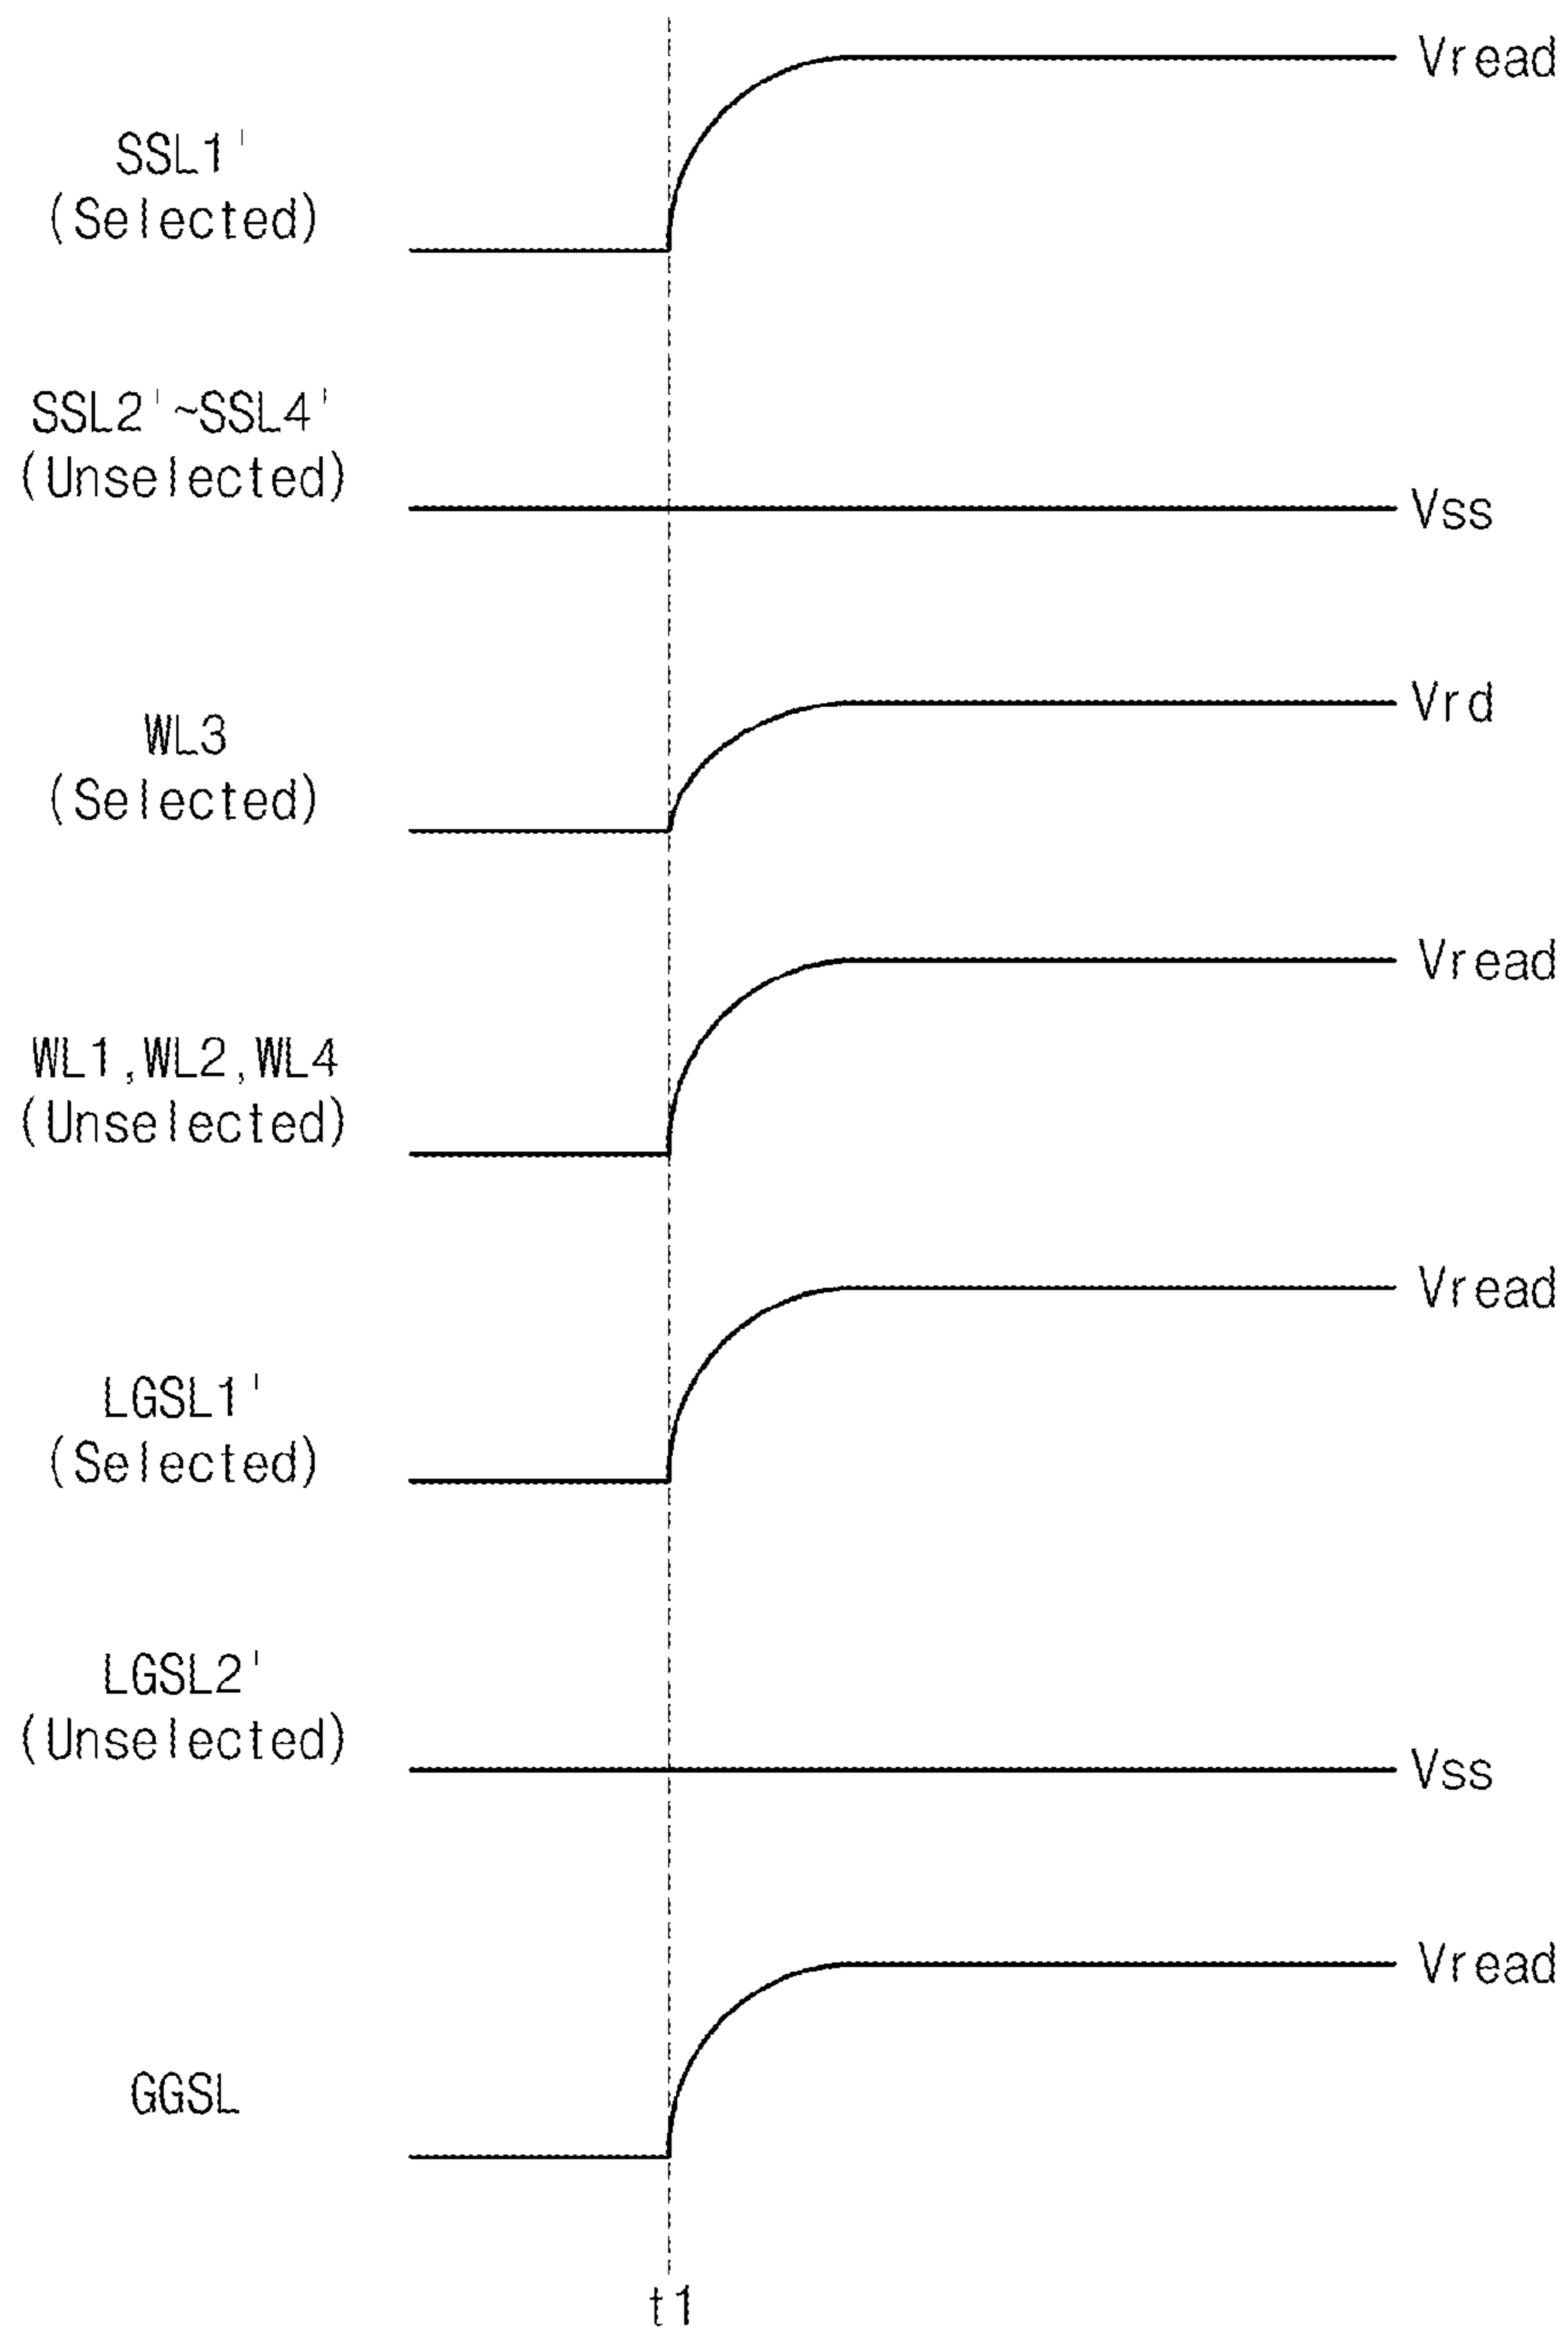 Vread
SSL1'
(Selected)
SSL2'~SSL4'
(Unselected)
Vss
Vrd
WL3
(Selected)
Vread
WL1,WL2,WL4
(Unselected)
Vread
LGSL1'
(Selected)
LGSL2'
(Unselected)
Vss
Vread
GGSL
t1